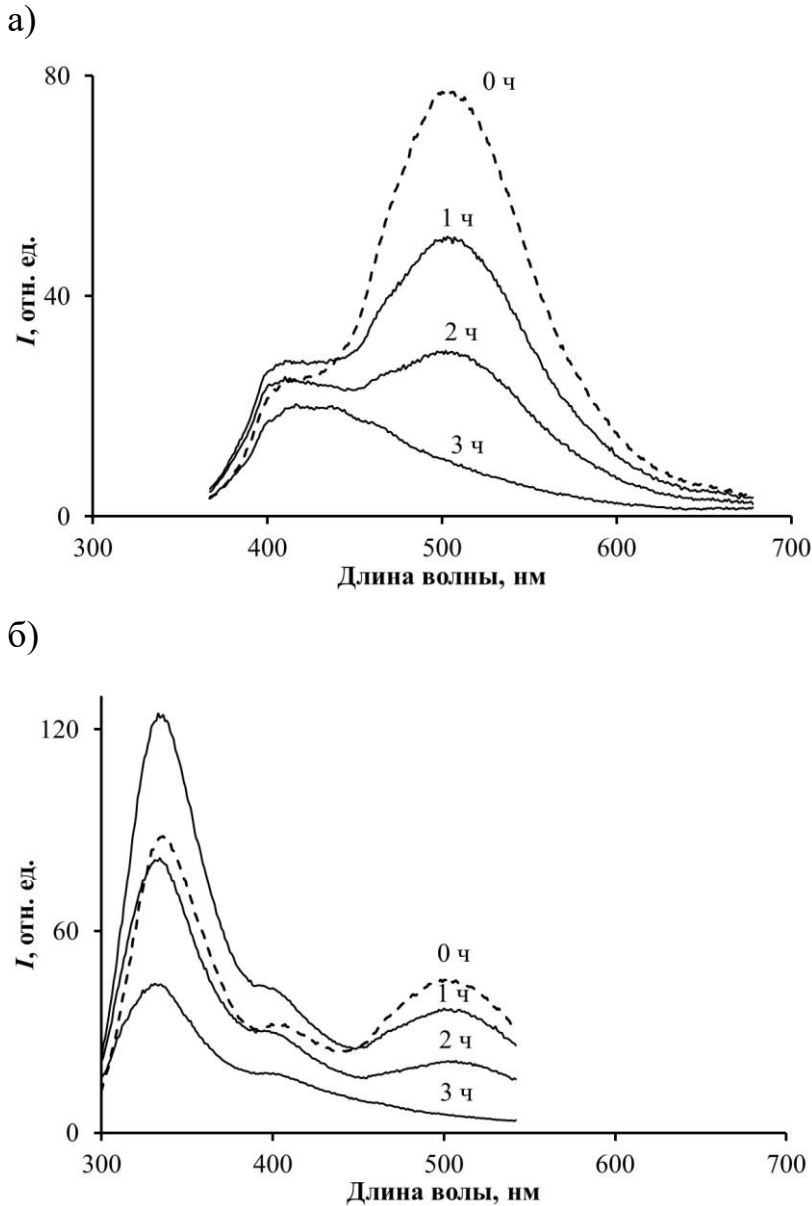 а)
80
0 ч
1 ч
I, отн. ед.
40
2 ч
3 ч
0
300 400 500 600 700
Длина волны, нм
б)
120
I, отн. ед.
60
0 ч
1 ч
2 ч
3 ч
0
300 400 500 600 700
Длина волы, нм